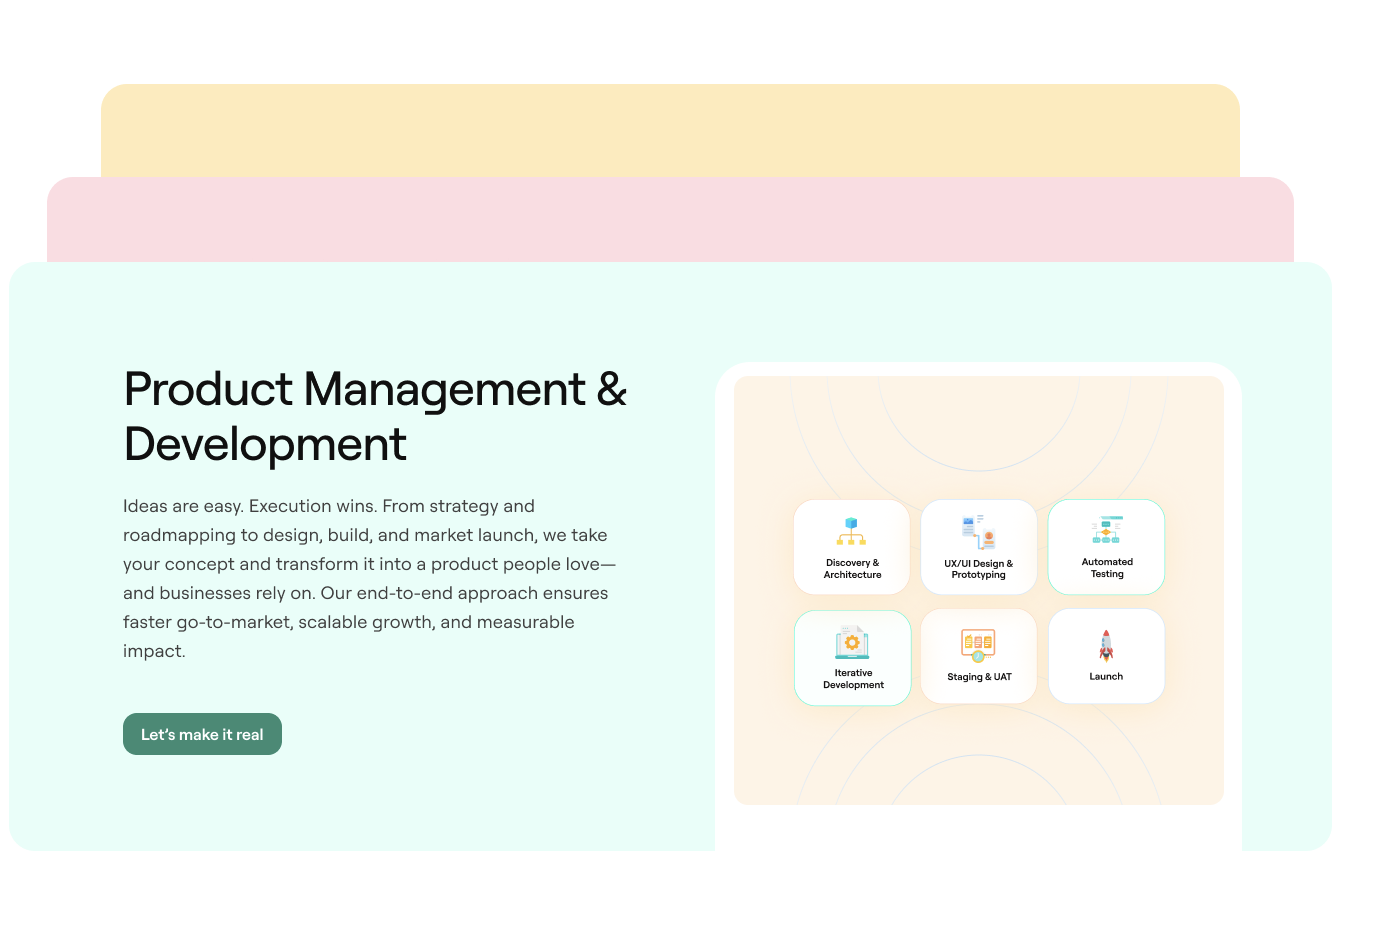 Product Management &
Development
Ideas are easy. Execution wins. From strategy and
roadmapping to design, build, and market launch, we take
your concept and transform it into a product people love—
and businesses rely on. Our end-to-end approach ensures
faster go-to-market, scalable growth, and measurable
impact.
Let’s make it real
Discovery &
Architecture
UX/UI Design &
Prototyping
Automated
Testing
Iterative
Development
Staging & UAT
Launch